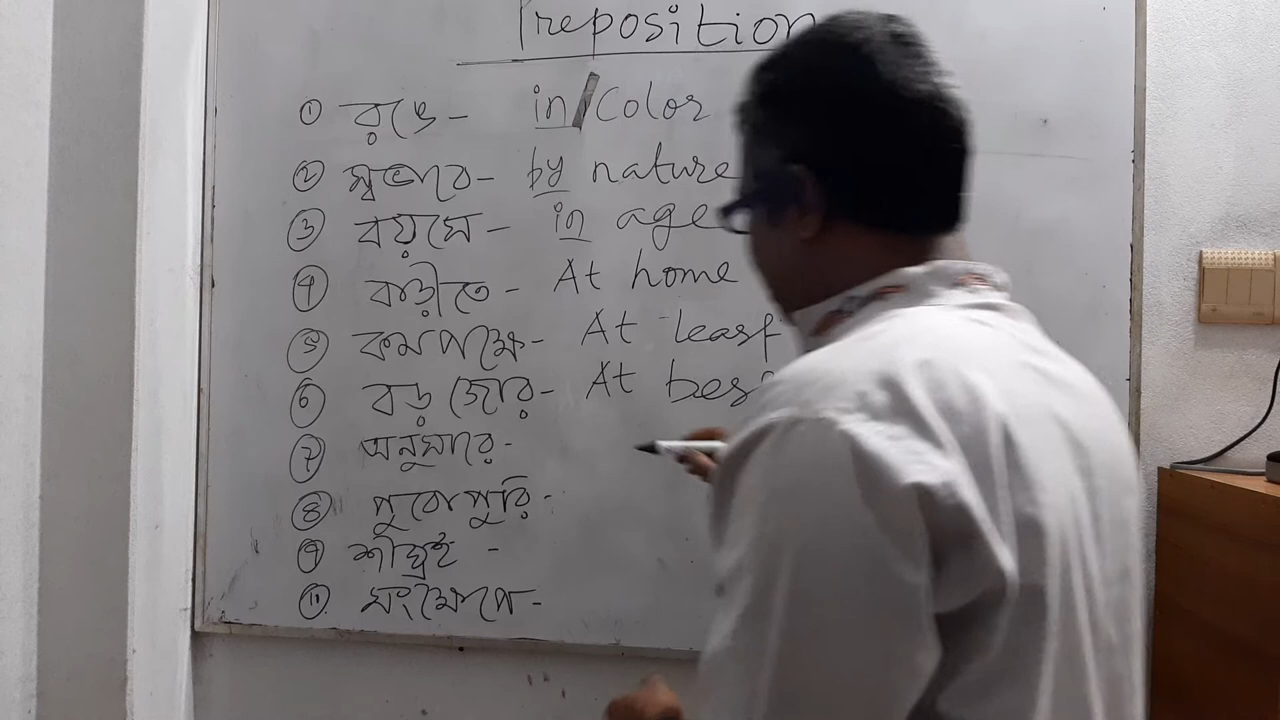 Preposition
① রঙে- in/color
② স্বভাবে- by nature
③ বয়সে- in age
④ বাড়ীতে- At home
⑤ কমপক্ষে- At least
⑥ বড়জোর- At best
⑦ অনুসারে-
⑧ পুরোপুরি-
⑨ শীঘ্রই -
⑩ সংক্ষেপে-